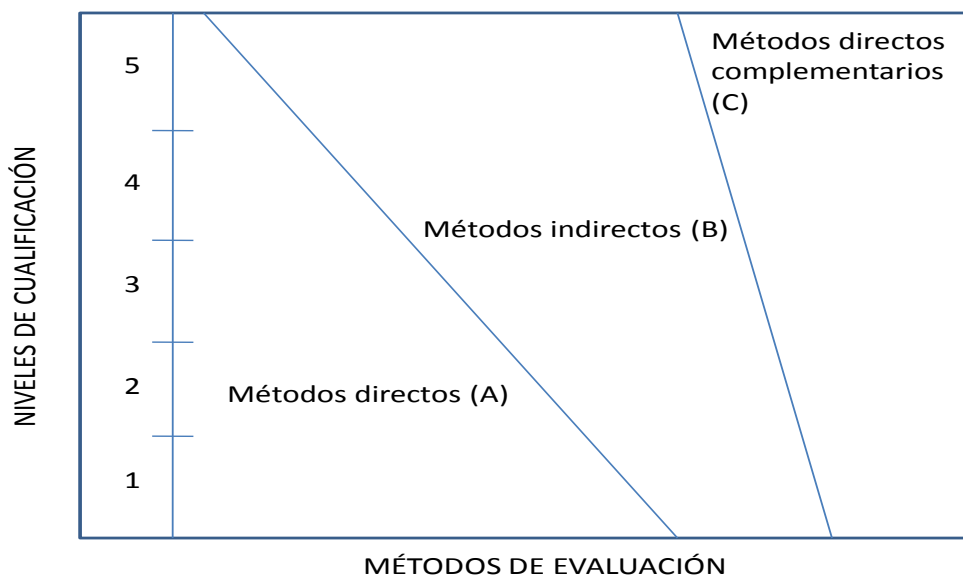 NIVELES DE CUALIFICACIÓN
5
4
3
2
1
Métodos directos (A)
Métodos indirectos (B)
Métodos directos
complementarios
(C)
MÉTODOS DE EVALUACIÓN